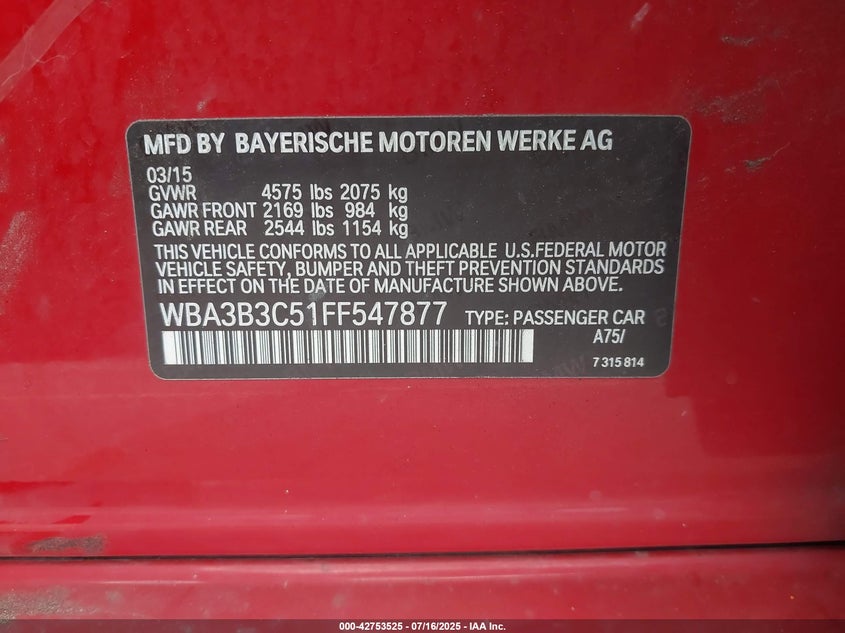 MFD BY BAYERISCHE MOTOREN WERKE AG
03/15
GVWR 4575 lbs 2075 kg
GAWR FRONT 2169 lbs 984 kg
GAWR REAR 2544 lbs 1154 kg
THIS VEHICLE CONFORMS TO ALL APPLICABLE U.S.FEDERAL MOTOR
VEHICLE SAFETY, BUMPER AND THEFT PREVENTION STANDARDS
IN EFFECT ON THE DATE OF MANUFACTURE SHOWN ABOVE.
WBA3B3C51FF547877 TYPE: PASSENGER CAR
A75/
7 315 814
000-42753525 - 07/16/2025 - IAA Inc.